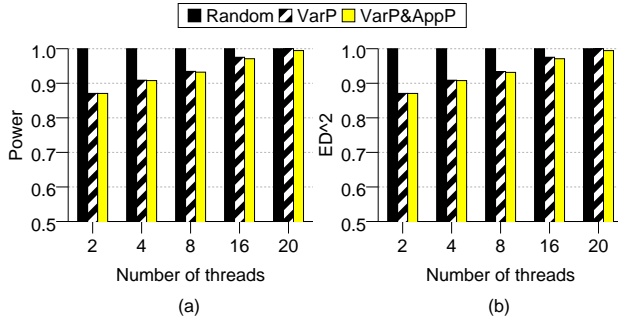 Random VarP VarP&AppP
1.0
0.9
0.8
0.7
0.6
0.5
Power
2 4 8 16 20
Number of threads
(a)
1.0
0.9
0.8
0.7
0.6
0.5
ED^2
2 4 8 16 20
Number of threads
(b)